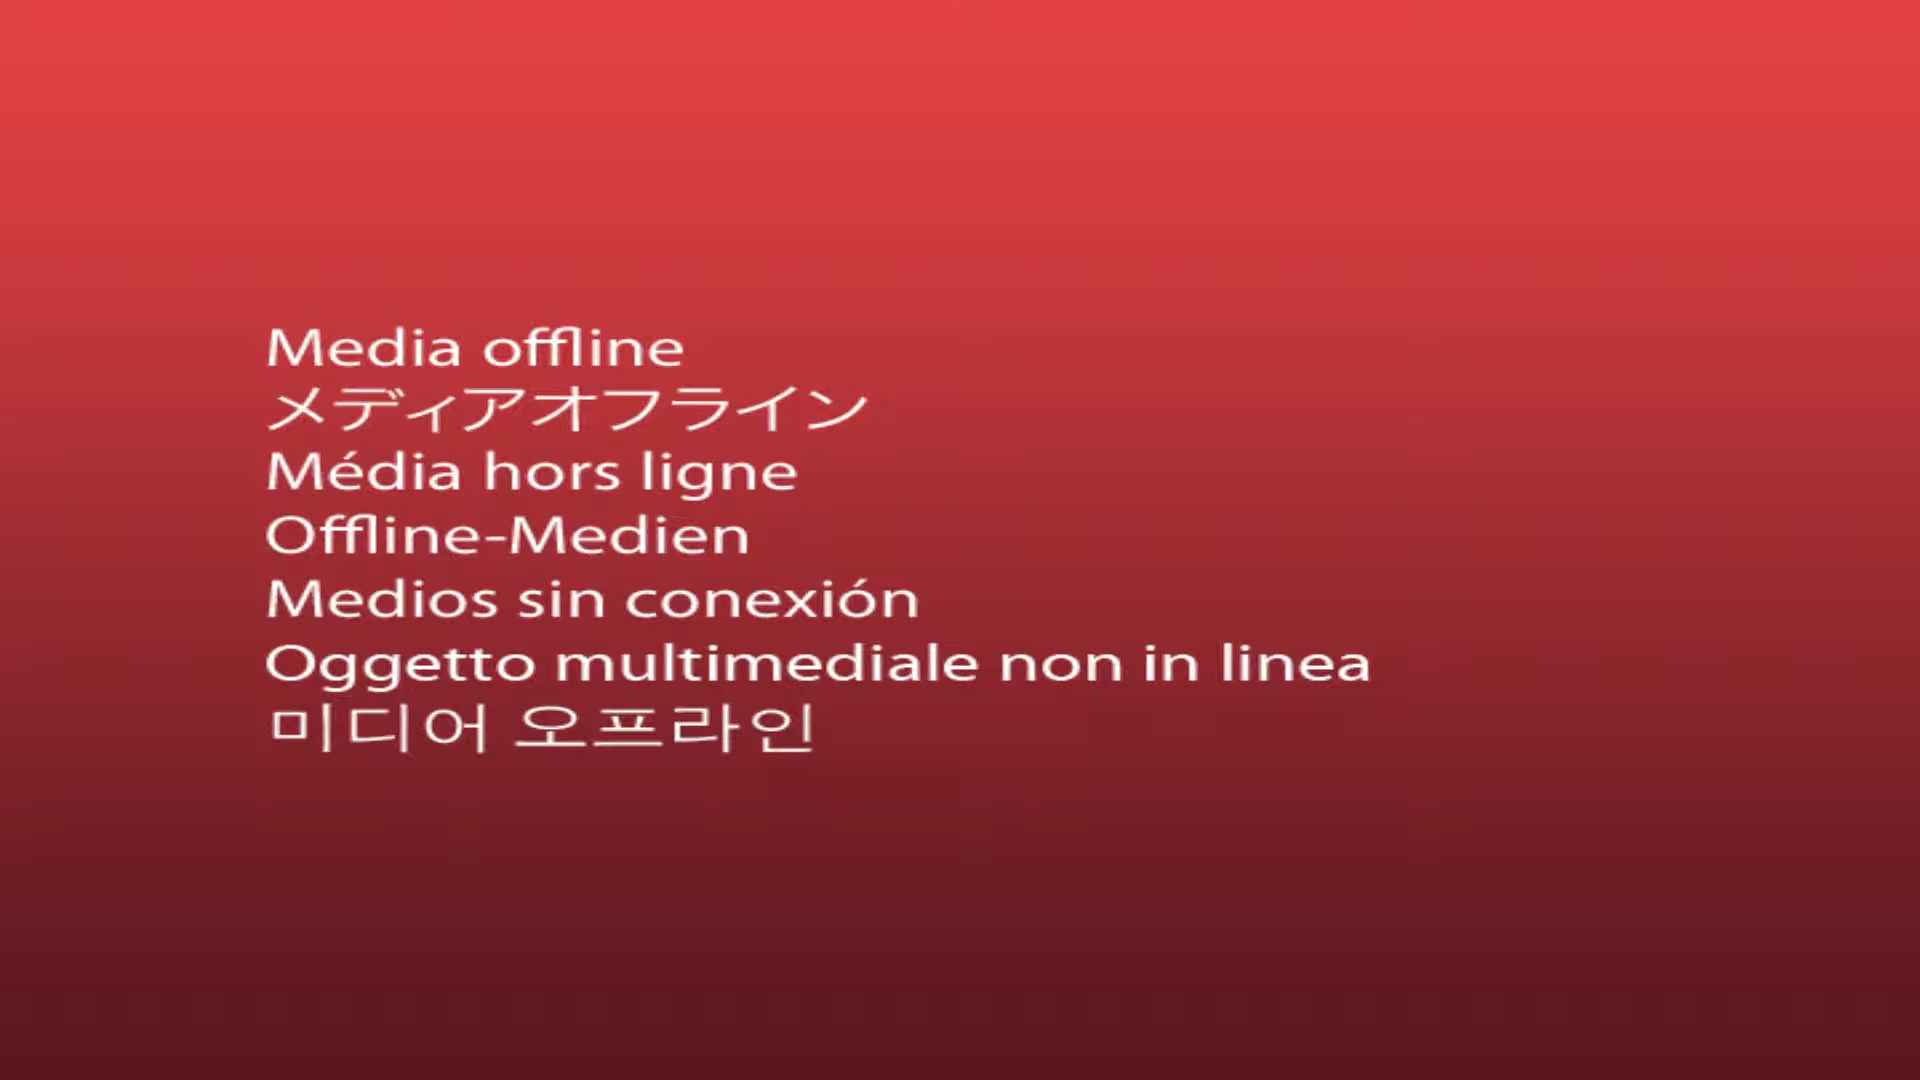 Media offline
メディアオフライン
Média hors ligne
Offline-Medien
Medios sin conexión
Oggetto multimediale non in linea
미디어 오프라인